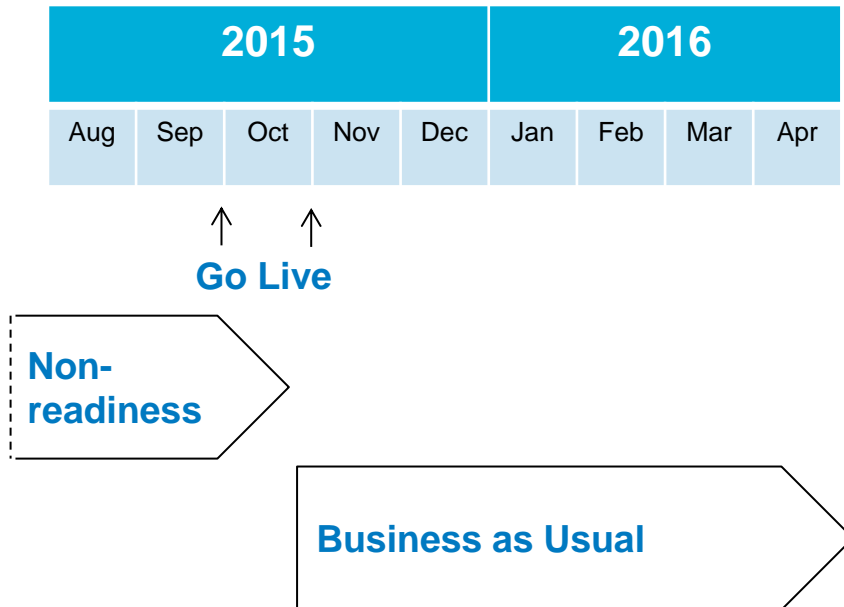 2015 2016
Aug Sep Oct Nov Dec Jan Feb Mar Apr
Go Live
Non-
readiness
Business as Usual